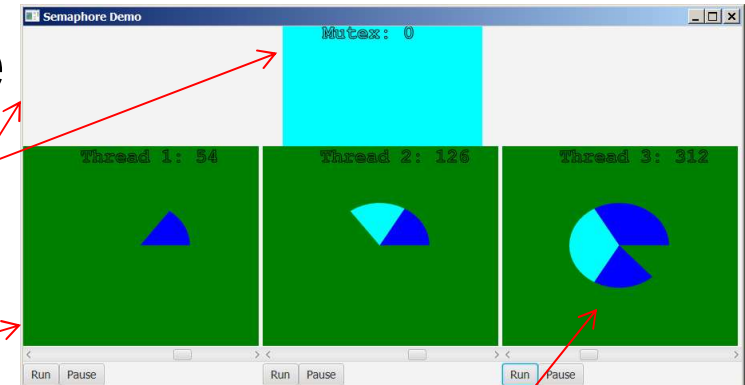 Semaphore Demo
e
Mutex: 0
Thread 1: 54 Thread 2: 126 Thread 3: 312
Run Pause Run Pause Run Pause